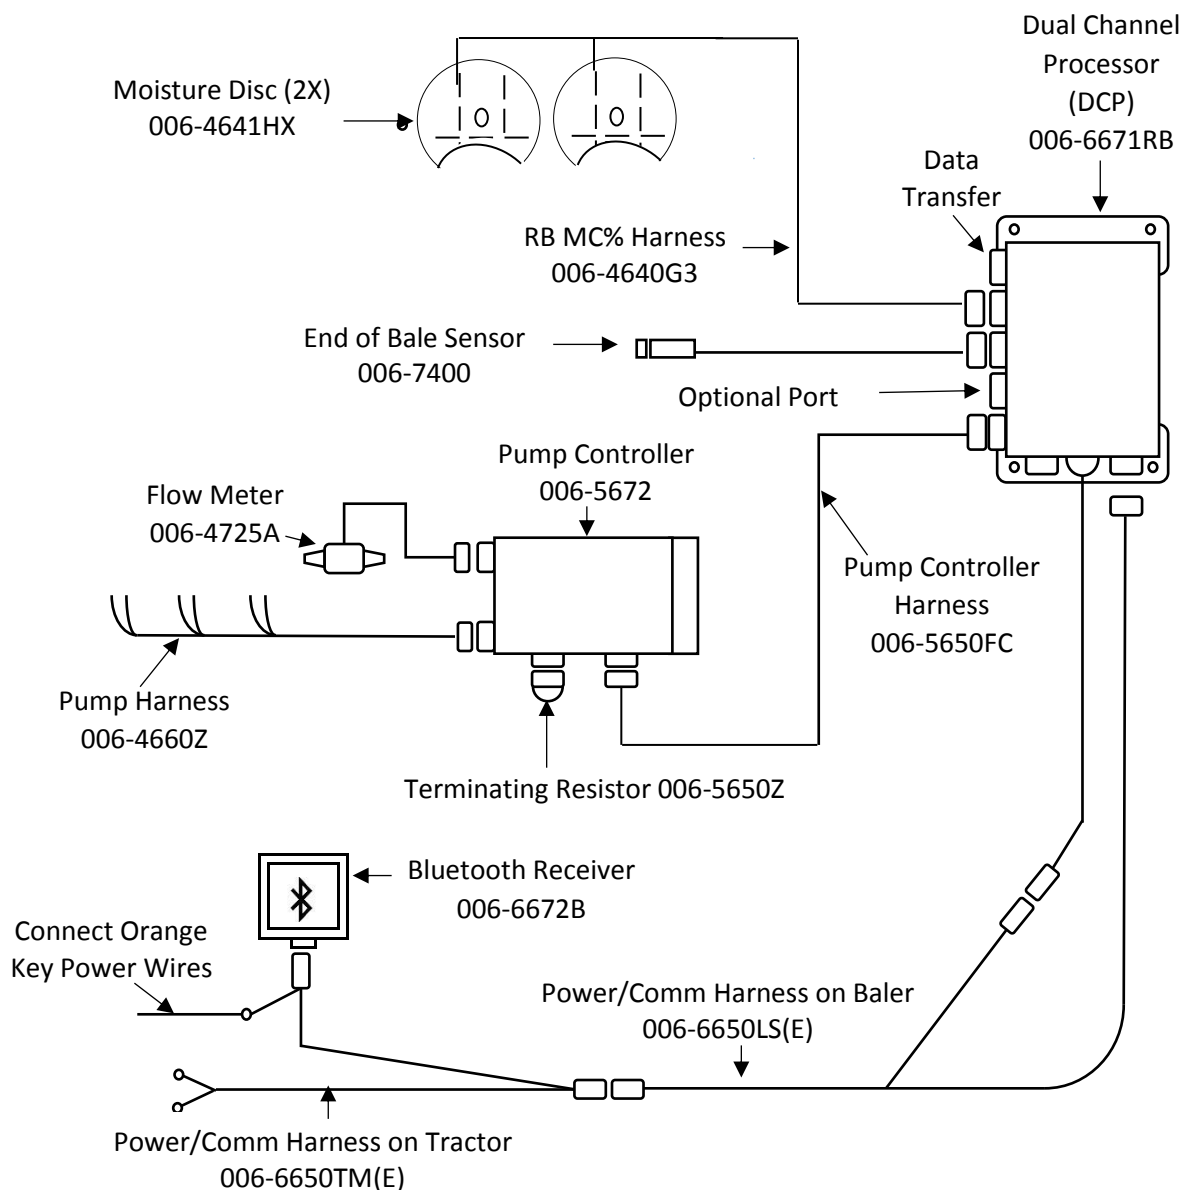 Dual Channel
Processor
(DCP)
006-6671RB
Moisture Disc (2X)
006-4641HX
Data
Transfer
RB MC% Harness
006-4640G3
End of Bale Sensor
006-7400
Optional Port
Pump Controller
006-5672
Flow Meter
006-4725A
Pump Controller
Harness
006-5650FC
Pump Harness
006-4660Z
Terminating Resistor 006-5650Z
Bluetooth Receiver
006-6672B
Connect Orange
Key Power Wires
Power/Comm Harness on Baler
006-6650LS(E)
Power/Comm Harness on Tractor
006-6650TM(E)